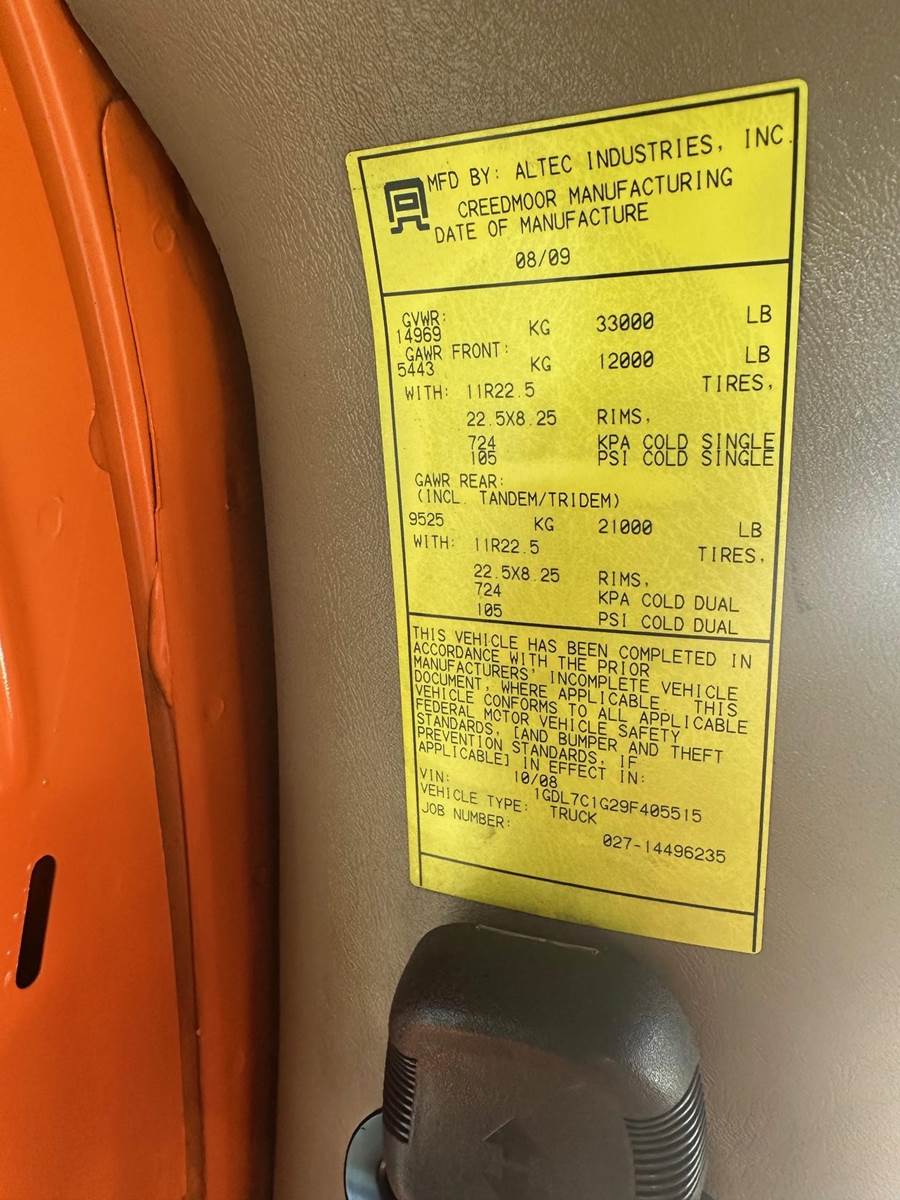 MFD BY: ALTEC INDUSTRIES, INC.
CREEDMOOR MANUFACTURING
DATE OF MANUFACTURE
08/09
GVWR:
14969 KG 33000 LB
GAWR FRONT:
5443 KG 12000 LB
WITH: 11R22.5 TIRES,
22.5X8.25 RIMS,
724 KPA COLD SINGLE
105 PSI COLD SINGLE
GAWR REAR:
(INCL. TANDEM/TRIDEM)
9525 KG 21000 LB
WITH: 11R22.5 TIRES,
22.5X8.25 RIMS,
724 KPA COLD DUAL
105 PSI COLD DUAL
THIS VEHICLE HAS BEEN COMPLETED IN
ACCORDANCE WITH THE PRIOR
MANUFACTURERS' INCOMPLETE VEHICLE
DOCUMENT, WHERE APPLICABLE. THIS
VEHICLE CONFORMS TO ALL APPLICABLE
FEDERAL MOTOR VEHICLE SAFETY
STANDARDS, [AND BUMPER AND THEFT
PREVENTION STANDARDS, IF
APPLICABLE] IN EFFECT IN:
10/08
VIN: 1GDL7C1G29F405515
VEHICLE TYPE: TRUCK
JOB NUMBER:
027-14496235